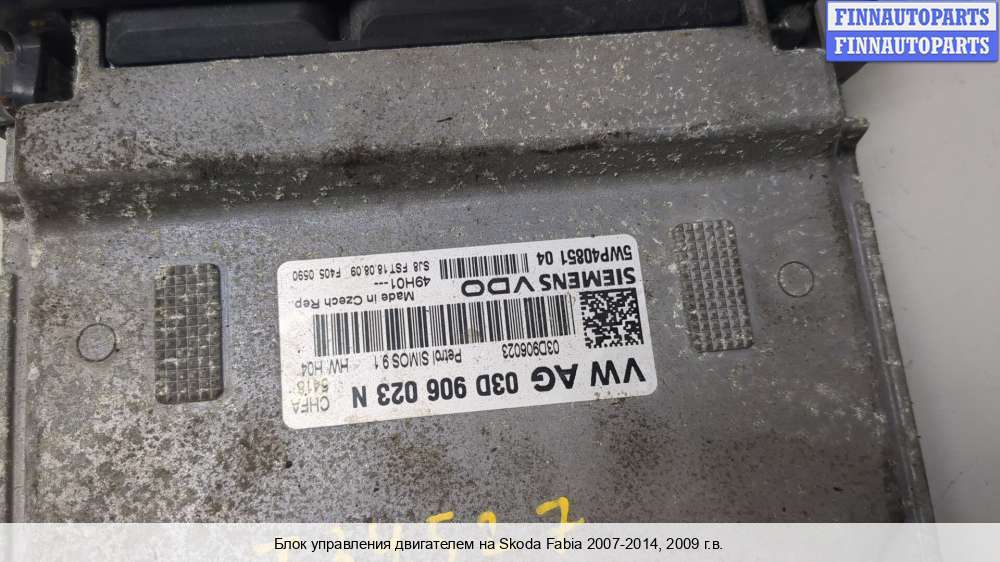 FINNAUTOPARTS
FINNAUTOPARTS
VW AG 03D 906 023 N
03D906023 Petrol SIMOS 9.1 HW: H04 5418 CHFA
SIEMENS VDO Made in Czech Rep.
49H01---
5WP40851 04 SJ8 FST 18.08.09 F405 0590
Блок управления двигателем на Skoda Fabia 2007-2014, 2009 г.в.